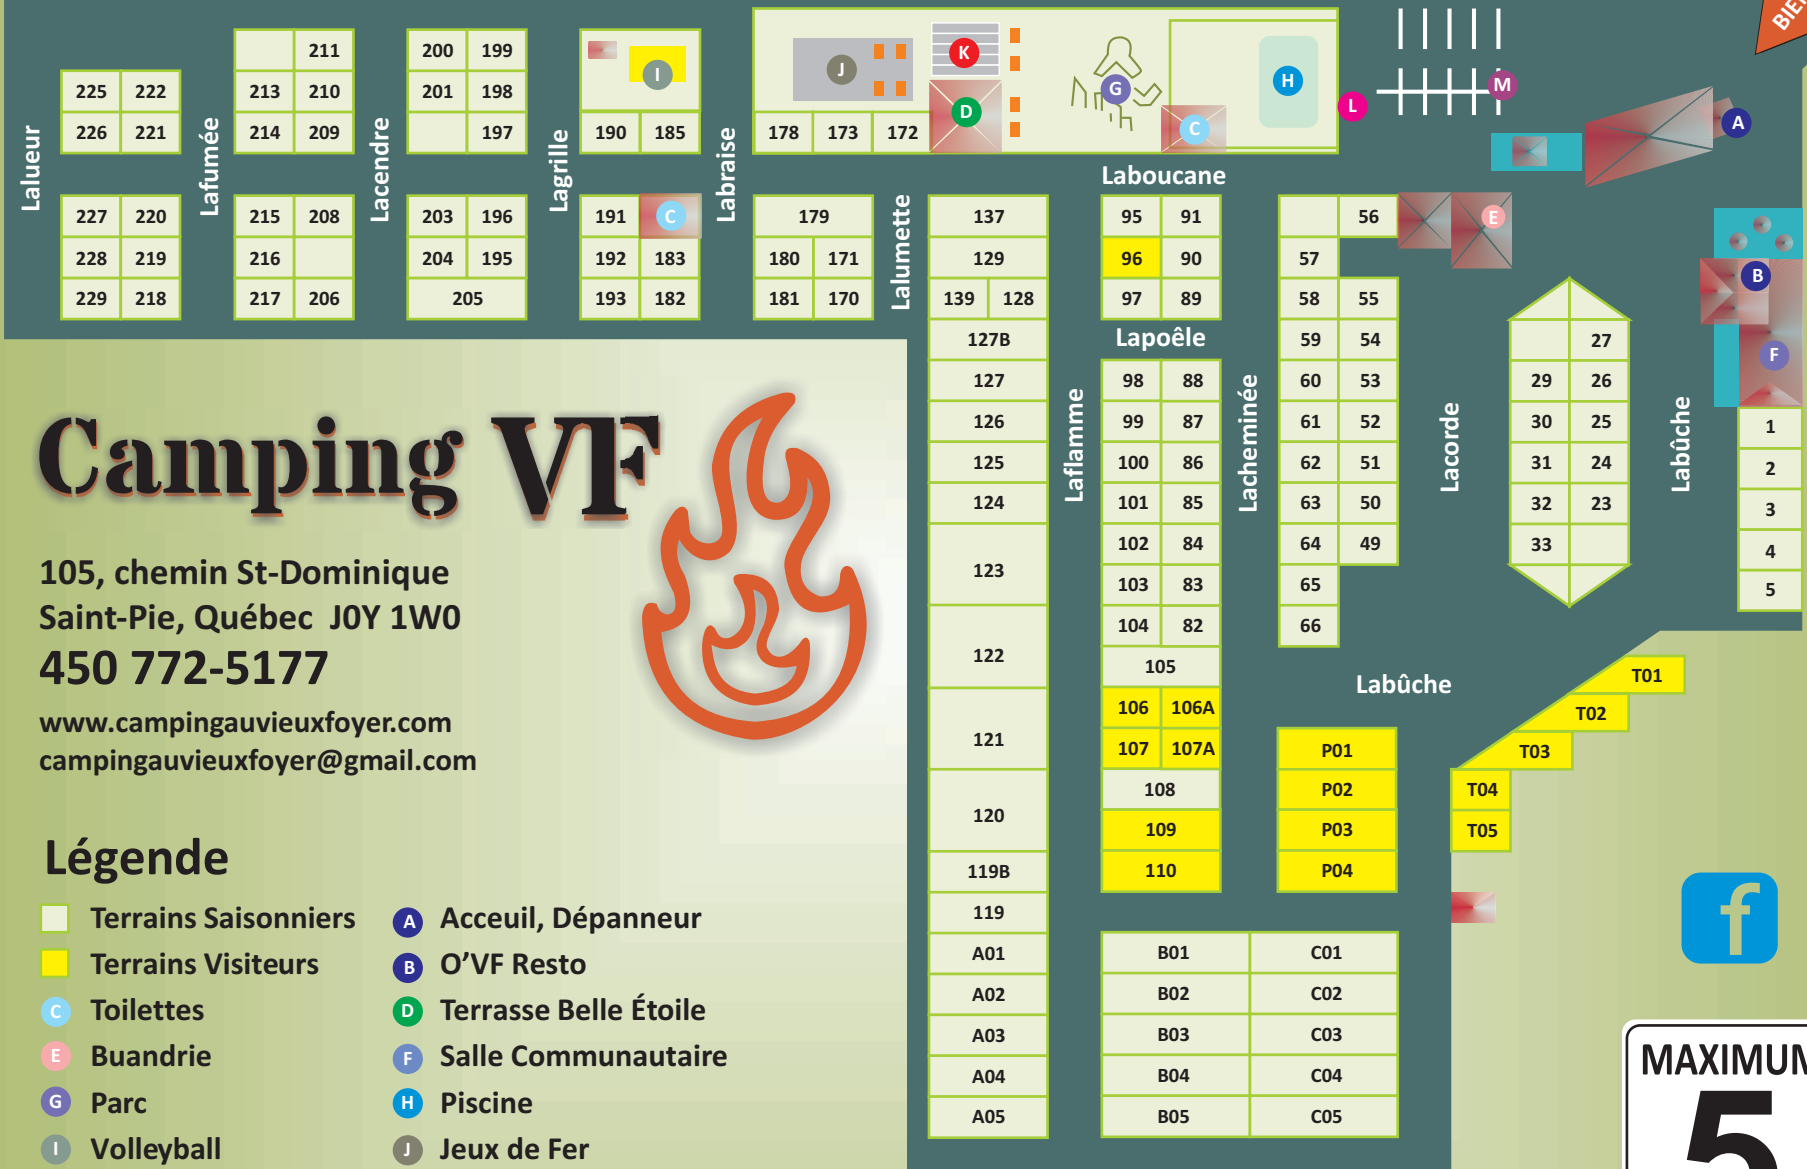 BIE
211
200 199
I
J
K
G
H
M
L
A
225 222
213 210
201 198
D
C
226 221
214 209
197
190 185
178 173 172
Lalueur
Lafumée
Lacendre
Lagrille
Labraise
Lalumette
Laboucane
227 220
215 208
203 196
191 C
179
137
95 91
56
E
228 219
216
204 195
192 183
180 171
129
96 90
57
B
229 218
217 206
205
193 182
181 170
139 128
97 89
58 55
127B
Lapoêle
59 54
27
F
127
98 88
60 53
29 26
126
99 87
61 52
30 25
1
125
100 86
62 51
31 24
2
124
101 85
63 50
32 23
3
Laflamme
Lacheminée
Lacorde
Labûche
102 84
64 49
33
4
123
103 83
65
5
104 82
66
122
105
106 106A
121
107 107A
108
120
109
110
119B
119
Labûche
T01
T02
T03
T04
T05
P01
P02
P03
P04
A01
A02
A03
A04
A05
B01 C01
B02 C02
B03 C03
B04 C04
B05 C05
Camping VF
105, chemin St-Dominique
Saint-Pie, Québec J0Y 1W0
450 772-5177
www.campingauvieuxfoyer.com
campingauvieuxfoyer@gmail.com
Légende
Terrains Saisonniers
Terrains Visiteurs
C Toilettes
E Buandrie
G Parc
I Volleyball
A Acceuil, Dépanneur
B O'VF Resto
D Terrasse Belle Étoile
F Salle Communautaire
H Piscine
J Jeux de Fer
f
MAXIMUM
5